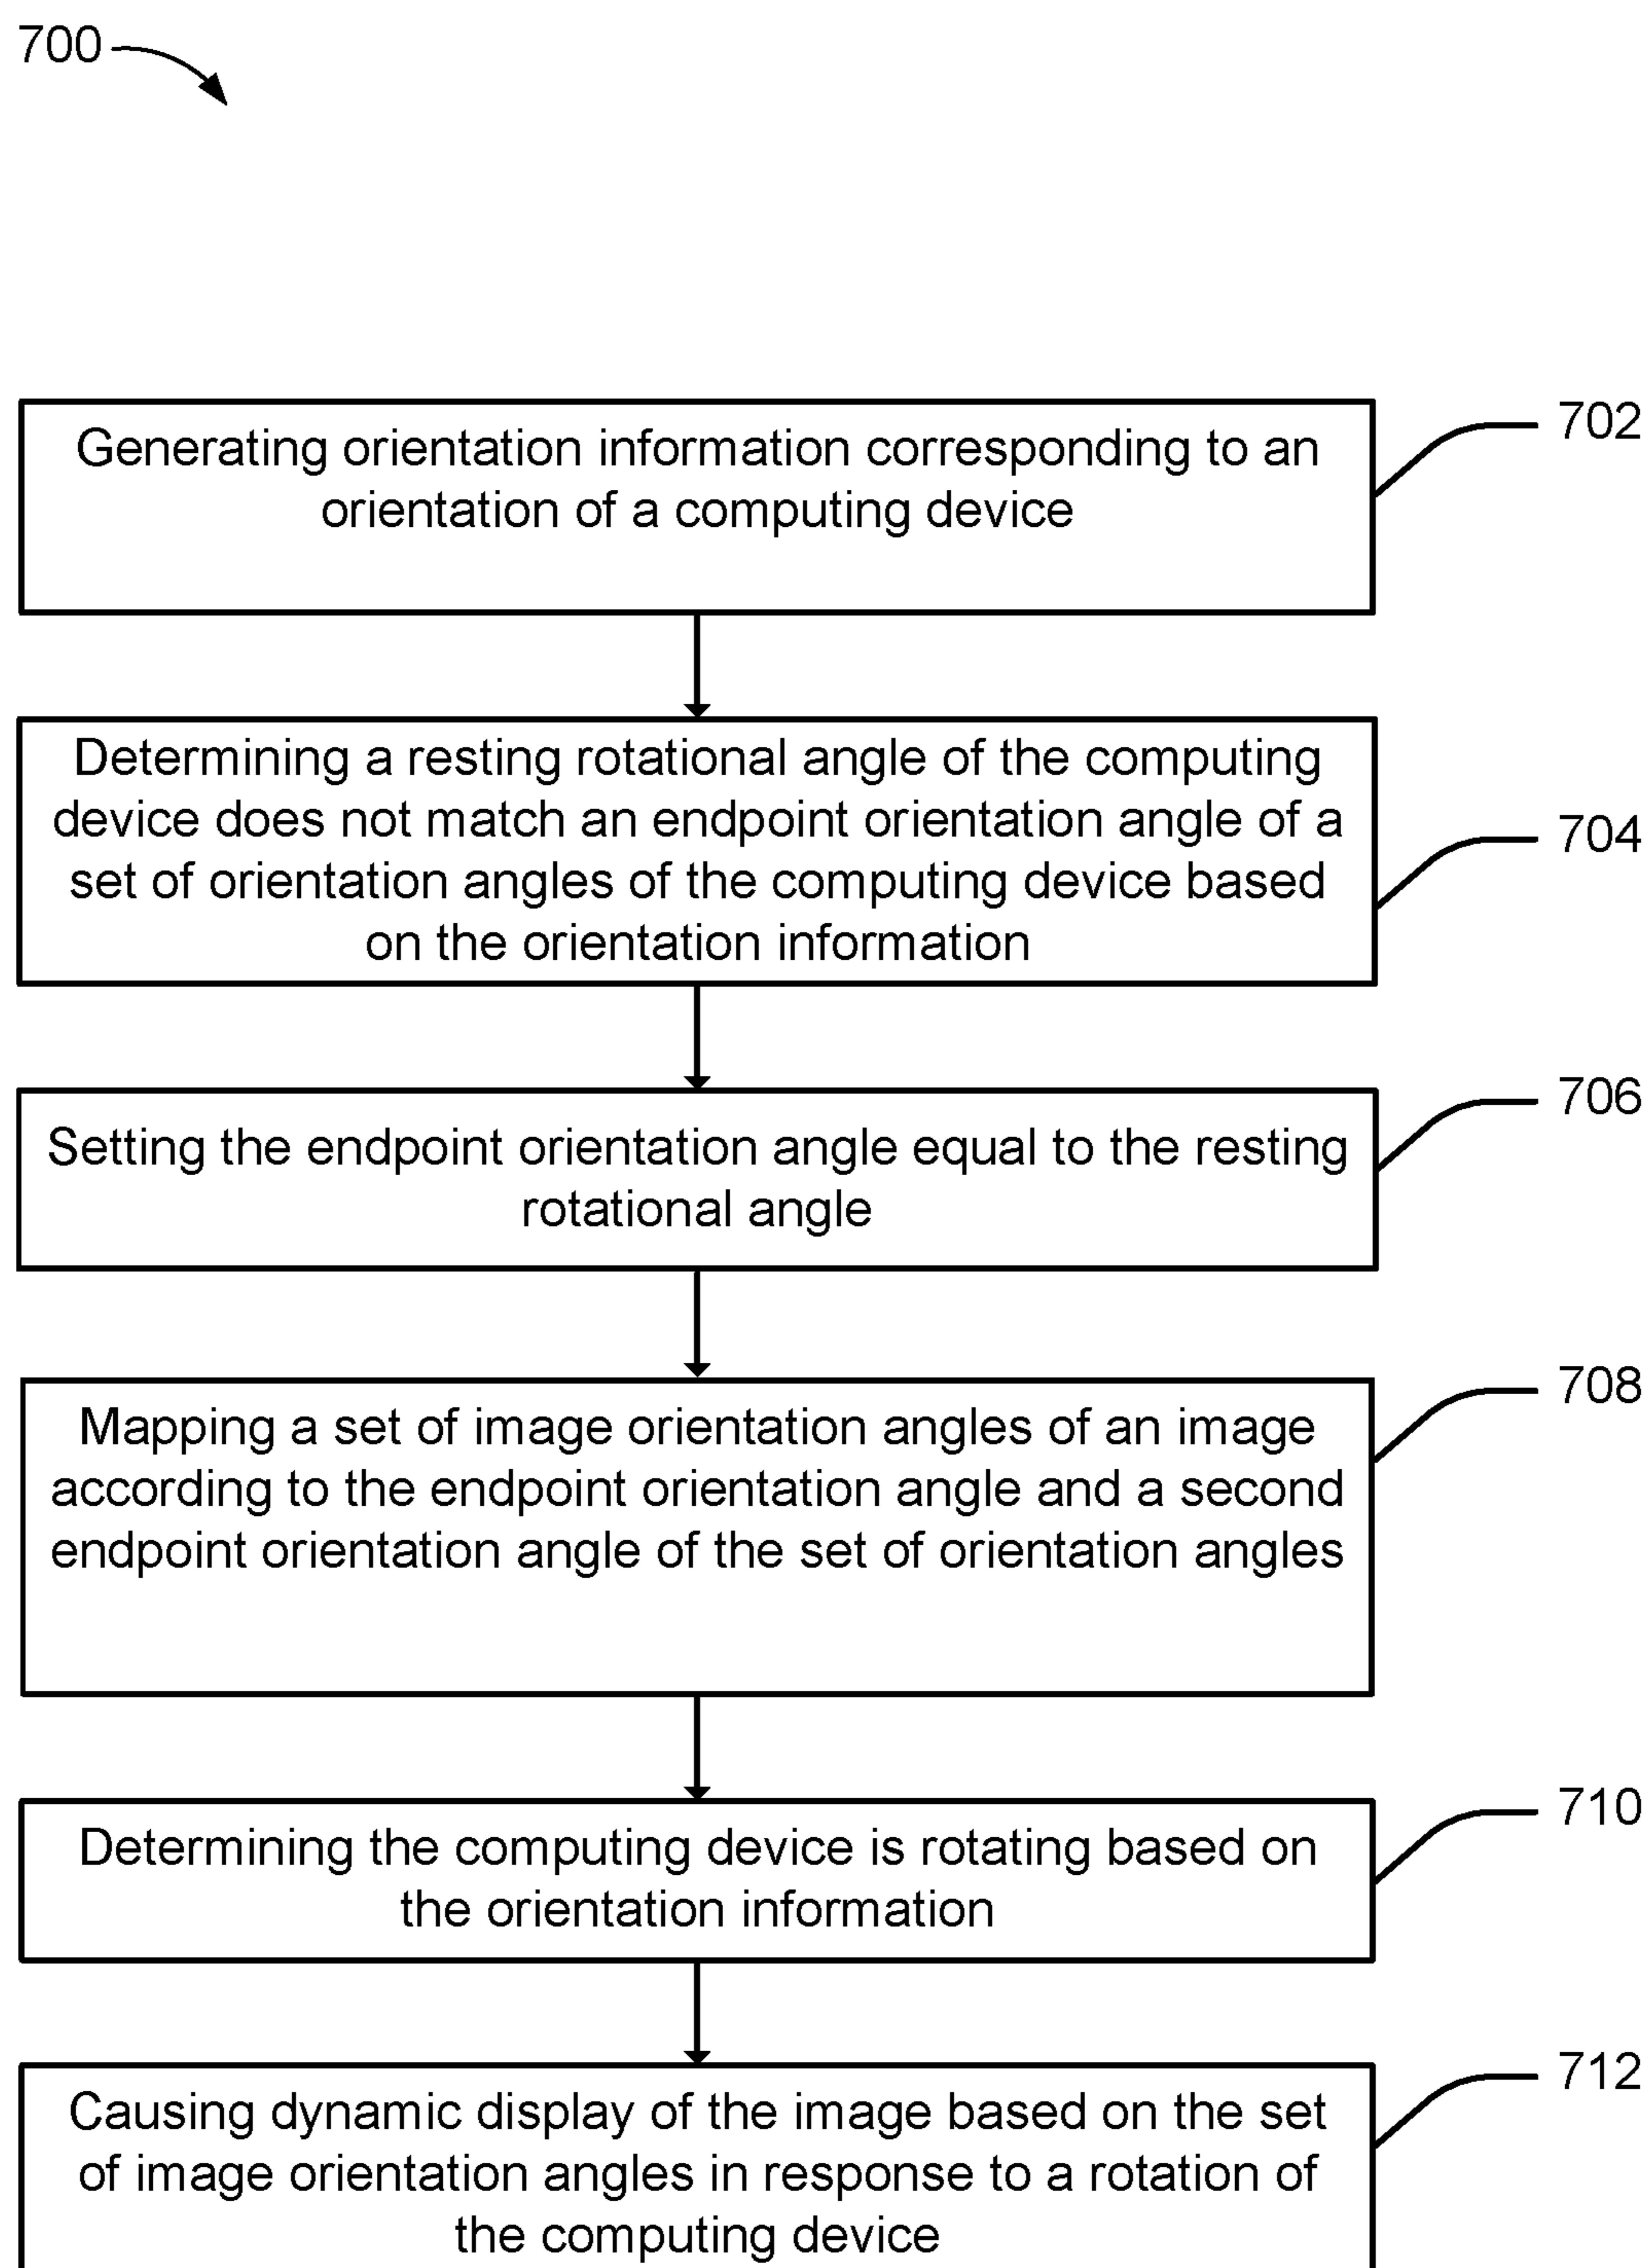 700
Generating orientation information corresponding to an
orientation of a computing device
702
Determining a resting rotational angle of the computing
device does not match an endpoint orientation angle of a
set of orientation angles of the computing device based
on the orientation information
704
Setting the endpoint orientation angle equal to the resting
rotational angle
706
Mapping a set of image orientation angles of an image
according to the endpoint orientation angle and a second
endpoint orientation angle of the set of orientation angles
708
Determining the computing device is rotating based on
the orientation information
710
Causing dynamic display of the image based on the set
of image orientation angles in response to a rotation of
the computing device
712